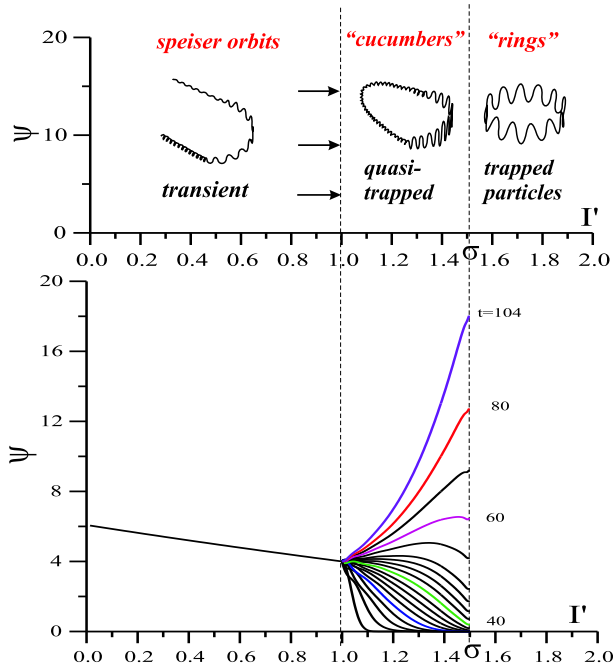 speiser orbits
“cucumbers”
“rings”
20
10
0
ψ
transient
quasi-
trapped
trapped
particles
I'
0.0 0.2 0.4 0.6 0.8 1.0 1.2 1.4 σ 1.6 1.8 2.0
20
18
12
8
4
0
ψ
t=104
80
60
40
I'
0.0 0.2 0.4 0.6 0.8 1.0 1.2 1.4 σ 1.6 1.8 2.0